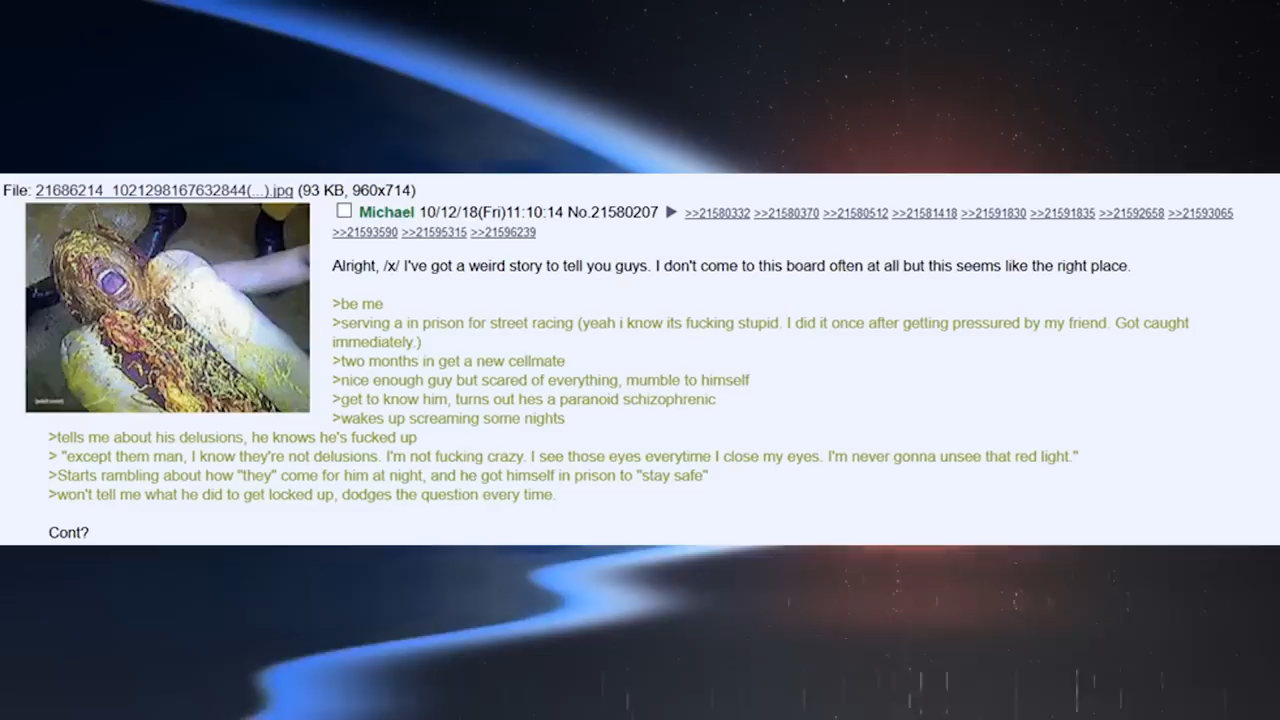 File: 21686214_1021298167632844(...).jpg (93 KB, 960x714)
Michael 10/12/18(Fri)11:10:14 No.21580207 ▶ >>21580332 >>21580370 >>21580512 >>21581418 >>21591830 >>21591835 >>21592658 >>21593065
>>21593590 >>21595315 >>21596239
Alright, /x/ I've got a weird story to tell you guys. I don't come to this board often at all but this seems like the right place.
>be me
>serving a in prison for street racing (yeah i know its fucking stupid. I did it once after getting pressured by my friend. Got caught
immediately.)
>two months in get a new cellmate
>nice enough guy but scared of everything, mumble to himself
>get to know him, turns out hes a paranoid schizophrenic
>wakes up screaming some nights
>tells me about his delusions, he knows he's fucked up
> "except them man, I know they're not delusions. I'm not fucking crazy. I see those eyes everytime I close my eyes. I'm never gonna unsee that red light."
>Starts rambling about how "they" come for him at night, and he got himself in prison to "stay safe"
>won't tell me what he did to get locked up, dodges the question every time.
Cont?